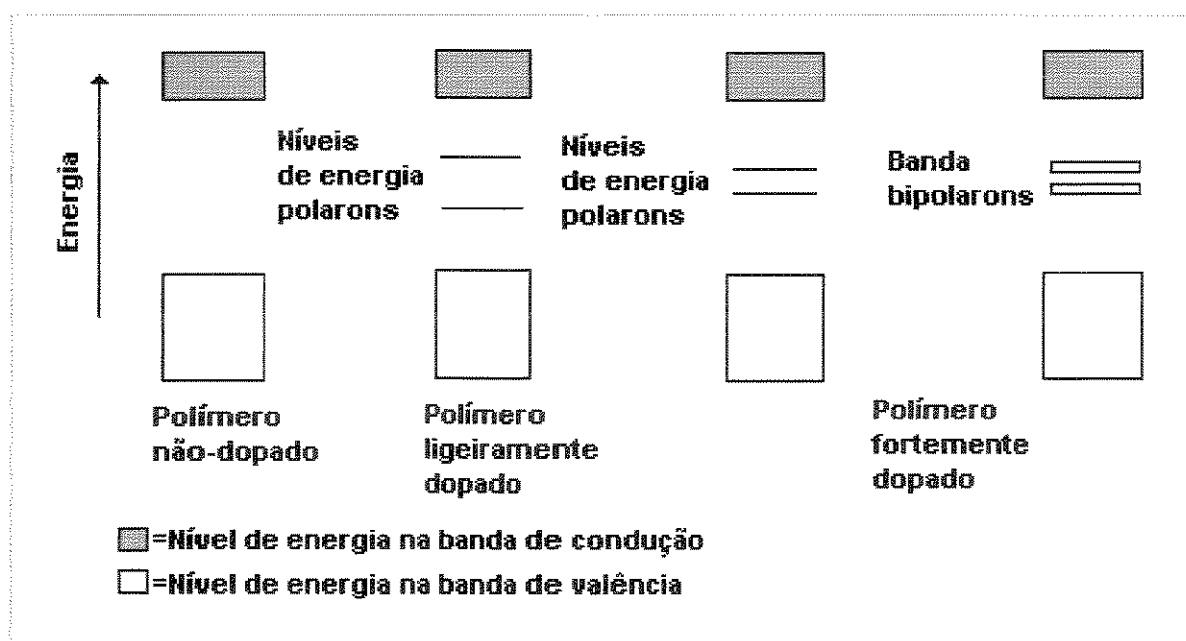 Energia
Níveis
de energia
polarons
Níveis
de energia
polarons
Banda
bipolarons
Polímero
não-dopado
Polímero
ligeiramente
dopado
Polímero
fortemente
dopado
=Nível de energia na banda de condução
=Nível de energia na banda de valência